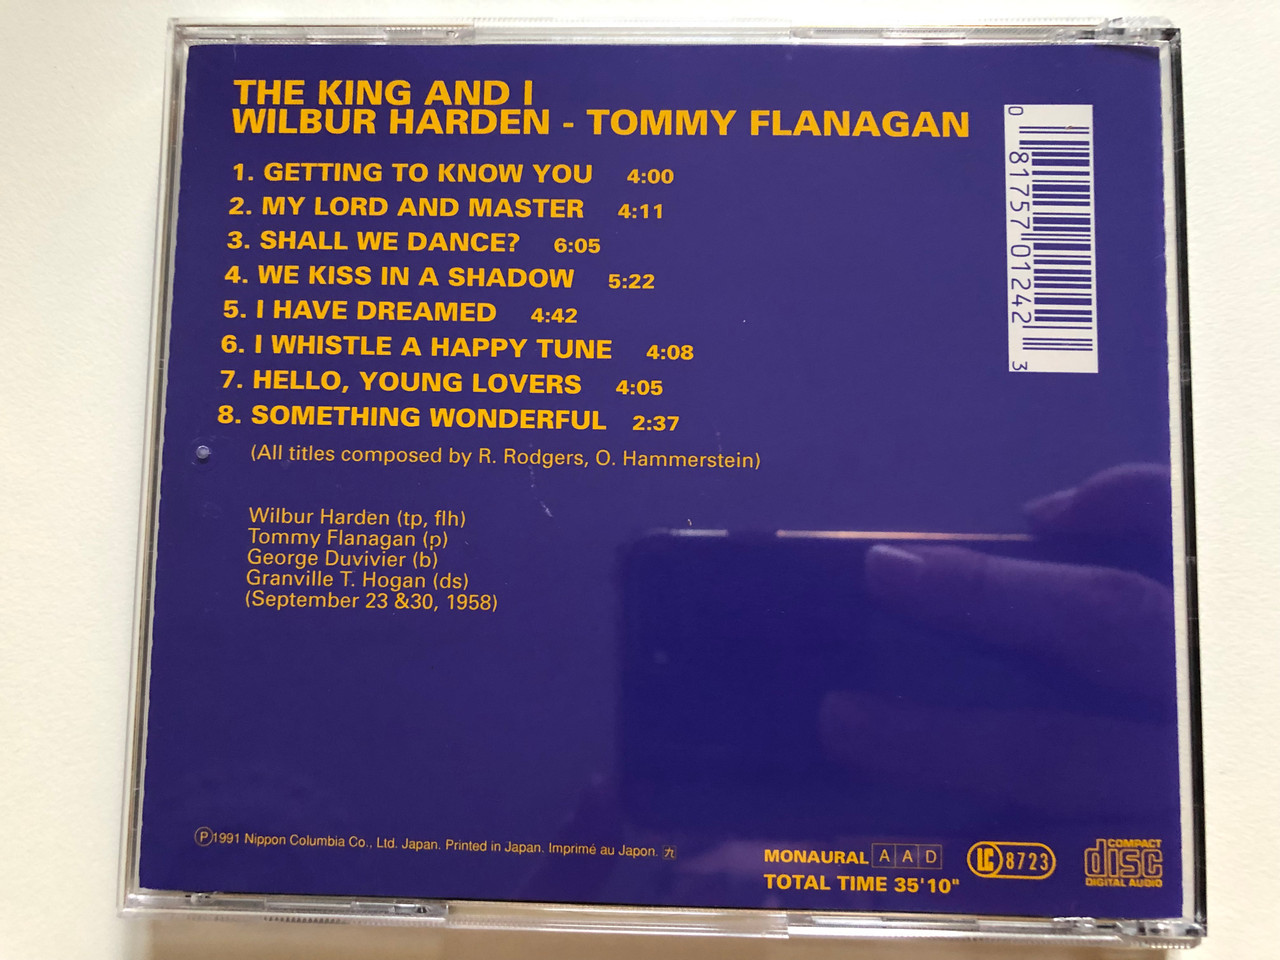 THE KING AND I
WILBUR HARDEN - TOMMY FLANAGAN
1. GETTING TO KNOW YOU 4:00
2. MY LORD AND MASTER 4:11
3. SHALL WE DANCE? 6:05
4. WE KISS IN A SHADOW 5:22
5. I HAVE DREAMED 4:42
6. I WHISTLE A HAPPY TUNE 4:08
7. HELLO, YOUNG LOVERS 4:05
8. SOMETHING WONDERFUL 2:37
(All titles composed by R. Rodgers, O. Hammerstein)
Wilbur Harden (tp, flh)
Tommy Flanagan (p)
George Duvivier (b)
Granville T. Hogan (ds)
(September 23 &30, 1958)
0 81757 01242 3
Ⓟ1991 Nippon Columbia Co., Ltd. Japan. Printed in Japan. Imprimé au Japon. 九
MONAURAL A A D
TOTAL TIME 35'10"
LC 8723
COMPACT disc DIGITAL AUDIO